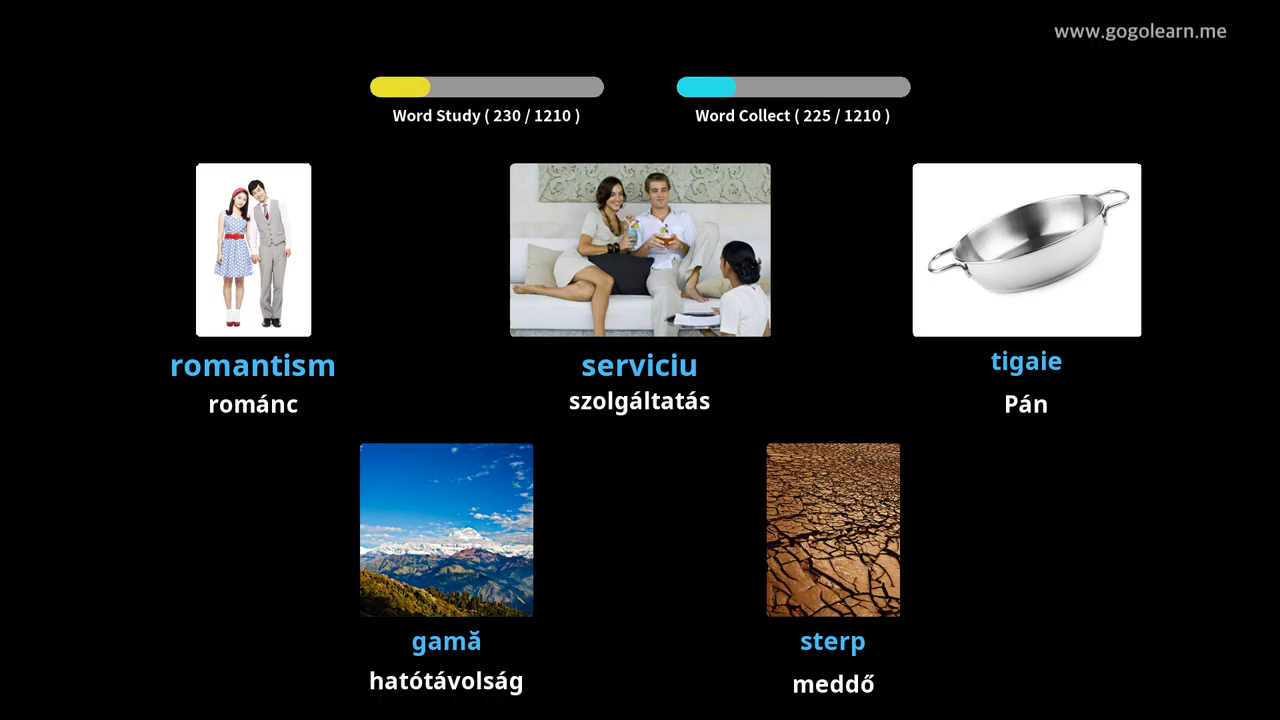 www.gogolearn.me
Word Study ( 230 / 1210 )
Word Collect ( 225 / 1210 )
romantism
románc
serviciu
szolgáltatás
tigaie
Pán
gamă
hatótávolság
sterp
meddő